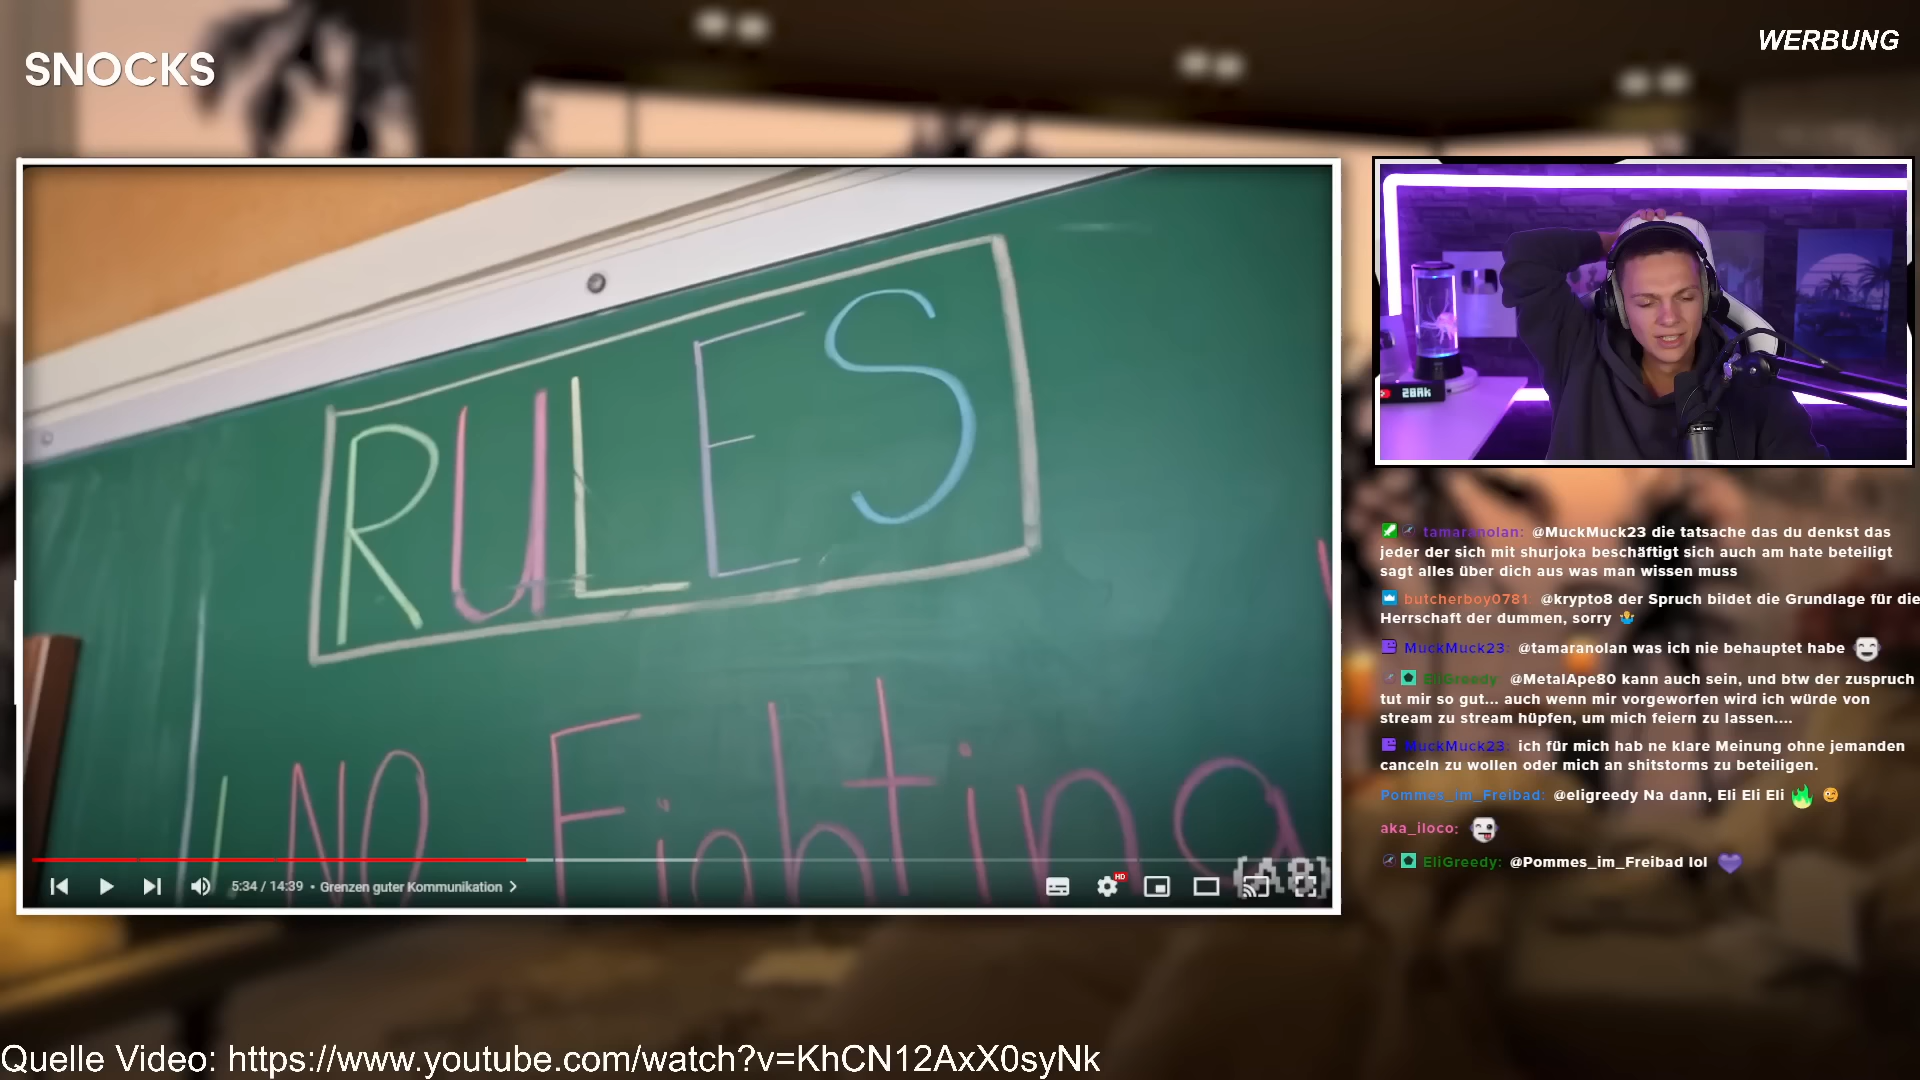 SNOCKS
WERBUNG
RULES
NO Fighting
5:34 / 14:39 • Grenzen guter Kommunikation
HD
{A8}
288k
tamaranolan: @MuckMuck23 die tatsache das du denkst das
jeder der sich mit shurjoka beschäftigt sich auch am hate beteiligt
sagt alles über dich aus was man wissen muss
butcherboy0781: @krypto8 der Spruch bildet die Grundlage für die
Herrschaft der dummen, sorry
MuckMuck23: @tamaranolan was ich nie behauptet habe
EliGreedy: @MetalApe80 kann auch sein, und btw der zuspruch
tut mir so gut... auch wenn mir vorgeworfen wird ich würde von
stream zu stream hüpfen, um mich feiern zu lassen....
MuckMuck23: ich für mich hab ne klare Meinung ohne jemanden
canceln zu wollen oder mich an shitstorms zu beteiligen.
Pommes_im_Freibad: @eligreedy Na dann, Eli Eli Eli
aka_iloco:
EliGreedy: @Pommes_im_Freibad lol
Quelle Video: https://www.youtube.com/watch?v=KhCN12AxX0syNk